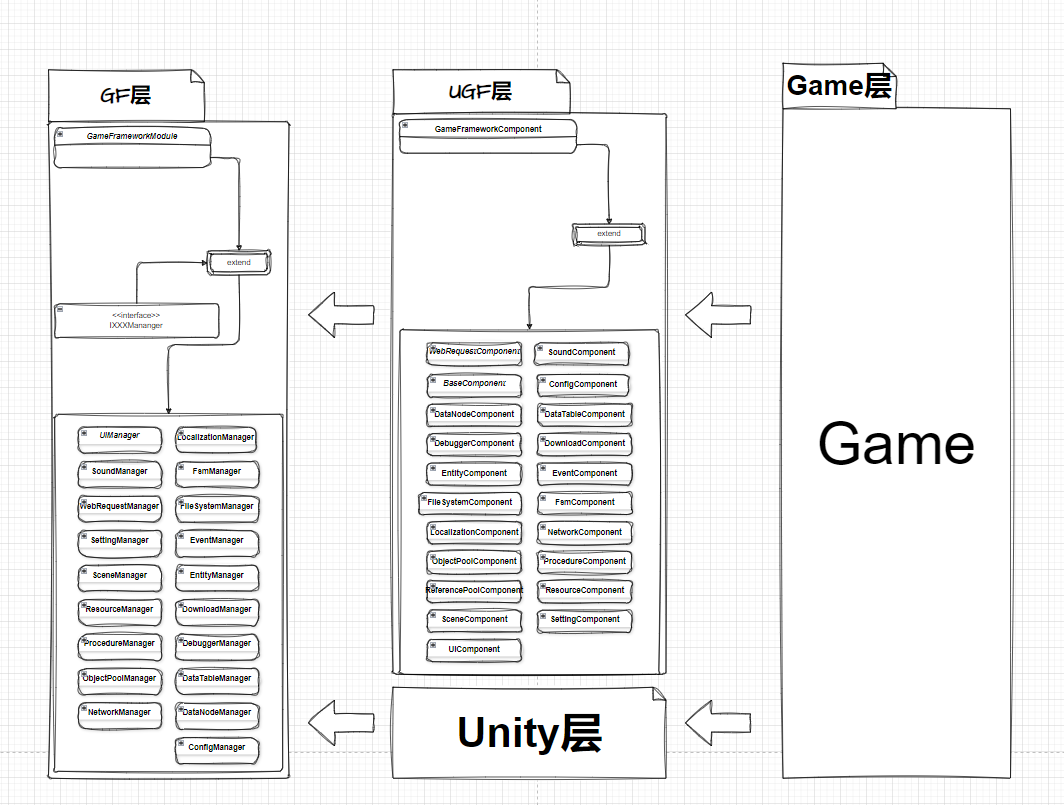 GF层
GameFrameworkModule
extend
<<interface>>
IXXXMananger
UIManager
LocalizationManager
SoundManager
FsmManager
WebRequestManager
FileSystemManager
SettingManager
EventManager
SceneManager
EntityManager
ResourceManager
DownloadManager
ProcedureManager
DebuggerManager
ObjectPoolManager
DataTableManager
NetworkManager
DataNodeManager
ConfigManager
UGF层
GameFrameworkComponent
extend
WebRequestComponent
SoundComponent
BaseComponent
ConfigComponent
DataNodeComponent
DataTableComponent
DebuggerComponent
DownloadComponent
EntityComponent
EventComponent
FileSystemComponent
FsmComponent
LocalizationComponent
NetworkComponent
ObjectPoolComponent
ProcedureComponent
ReferencePoolComponent
ResourceComponent
SceneComponent
SettingComponent
UIComponent
Unity层
Game层
Game